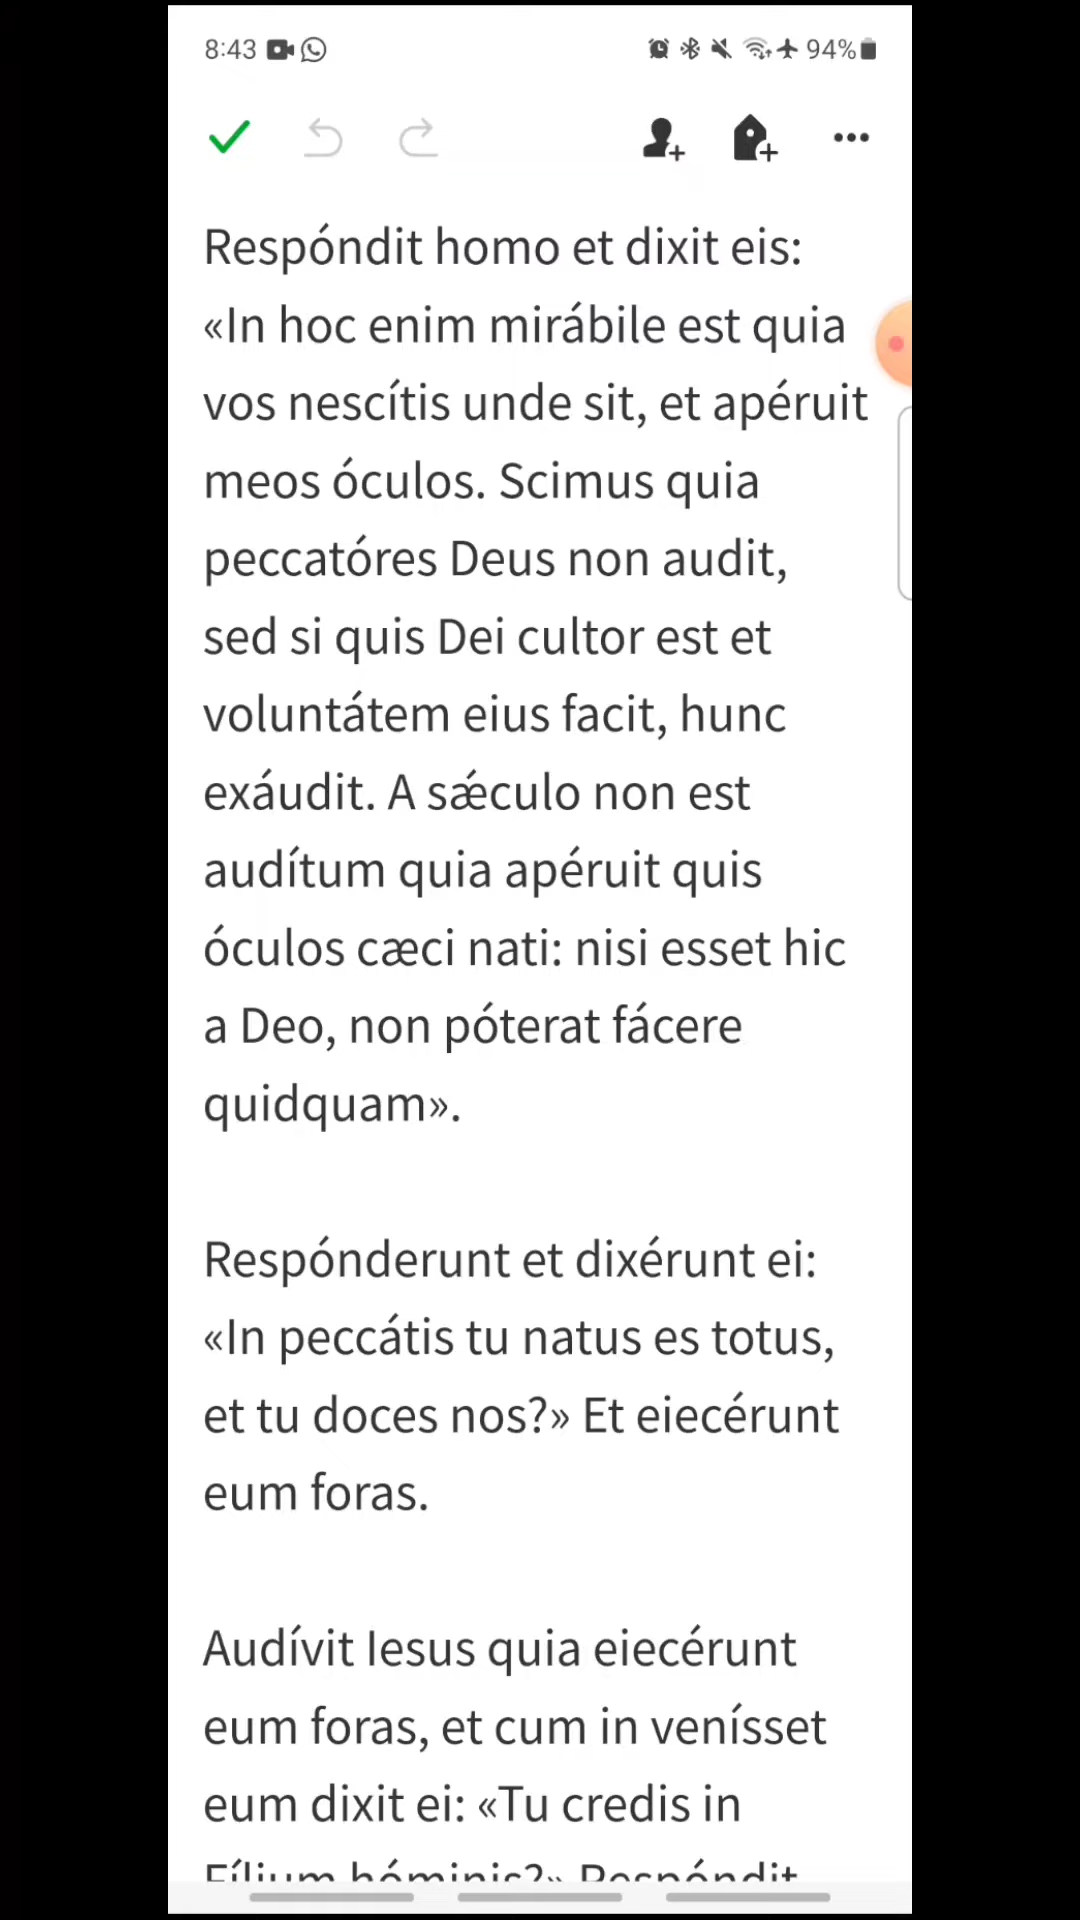 8:43 94%
Respóndit homo et dixit eis:
«In hoc enim mirábile est quia
vos nescítis unde sit, et apéruit
meos óculos. Scimus quia
peccatóres Deus non audit,
sed si quis Dei cultor est et
voluntátem eius facit, hunc
exáudit. A sǽculo non est
audítum quia apéruit quis
óculos cæci nati: nisi esset hic
a Deo, non póterat fácere
quidquam».
Respónderunt et dixérunt ei:
«In peccátis tu natus es totus,
et tu doces nos?» Et eiecérunt
eum foras.
Audívit Iesus quia eiecérunt
eum foras, et cum in venísset
eum dixit ei: «Tu credis in
Fílium hóminis?» Respóndit